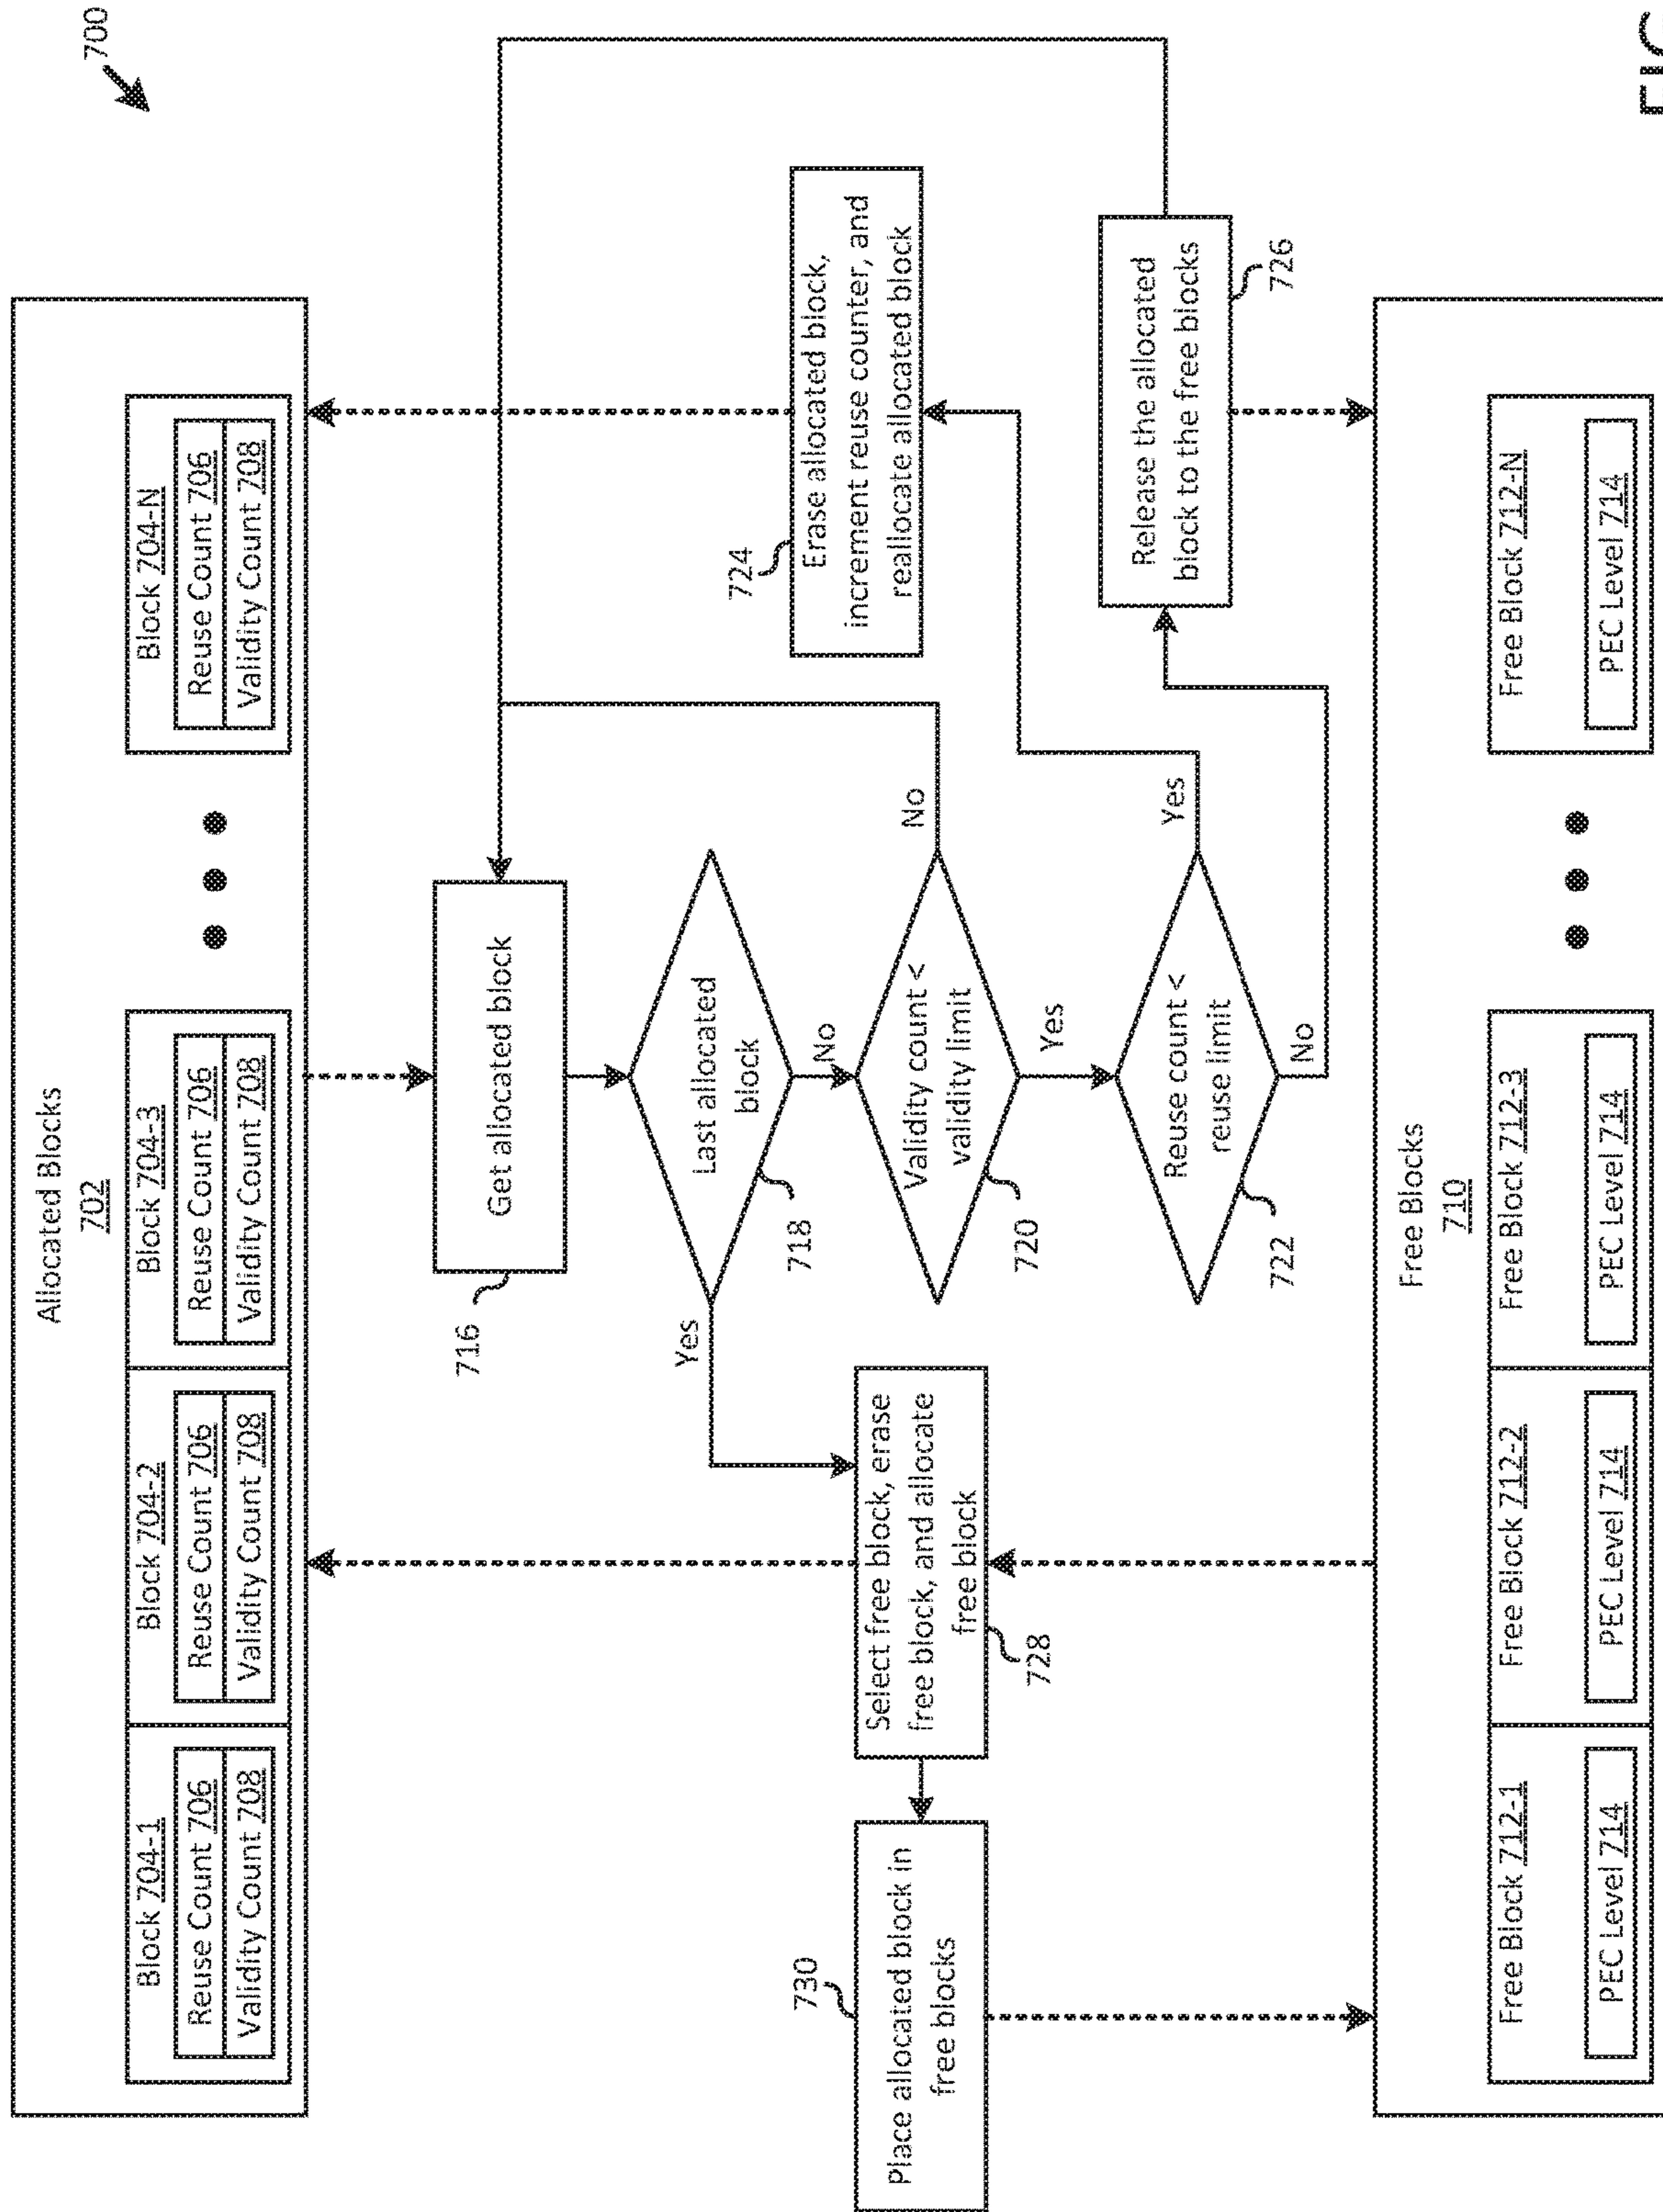 700
Allocated Blocks
702
Block 704-1
Reuse Count 706
Validity Count 708
Block 704-2
Reuse Count 706
Validity Count 708
Block 704-3
Reuse Count 706
Validity Count 708
Block 704-N
Reuse Count 706
Validity Count 708
Get allocated block
716
Last allocated
block
718
Yes
No
Validity count <
validity limit
720
No
Yes
Reuse count <
reuse limit
722
Yes
No
724
Erase allocated block,
increment reuse counter, and
reallocate allocated block
Release the allocated
block to the free blocks
726
Select free block, erase
free block, and allocate
free block
728
730
Place allocated block in
free blocks
Free Blocks
710
Free Block 712-1
PEC Level 714
Free Block 712-2
PEC Level 714
Free Block 712-3
PEC Level 714
Free Block 712-N
PEC Level 714